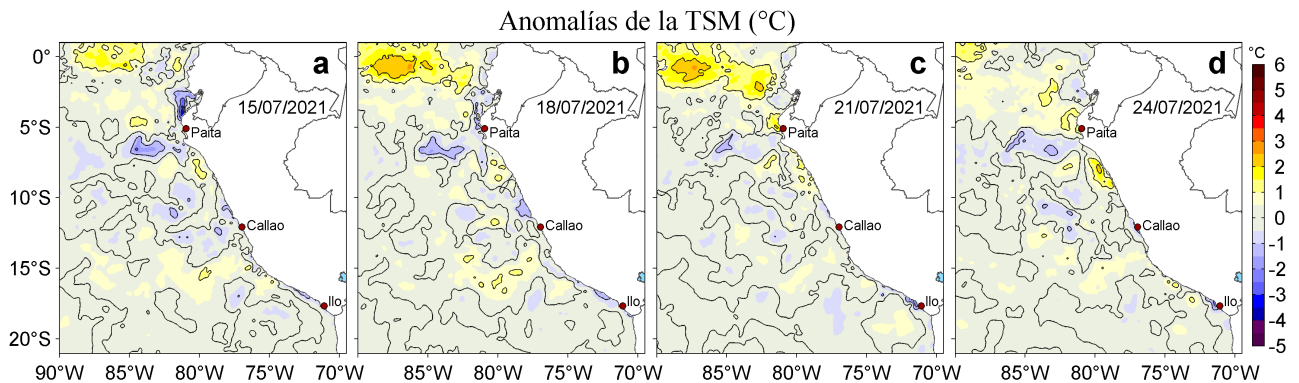 Anomalías de la TSM (°C)
a
15/07/2021
Paita
Callao
Ilo
b
18/07/2021
Paita
Callao
Ilo
c
21/07/2021
Paita
Callao
Ilo
d
24/07/2021
Paita
Callao
Ilo
0°
5°S
10°S
15°S
20°S
90°W 85°W 80°W 75°W 70°W
85°W 80°W 75°W 70°W
85°W 80°W 75°W 70°W
85°W 80°W 75°W 70°W
°C
6
5
4
3
2
1
0
-1
-2
-3
-4
-5